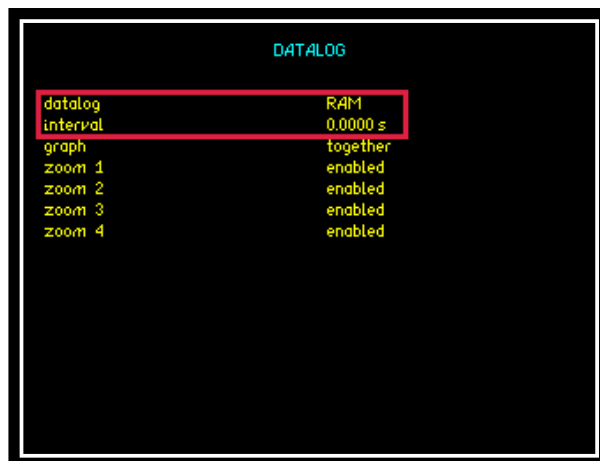 DATALOG
datalog RAM
interval 0.0000 s
graph together
zoom 1 enabled
zoom 2 enabled
zoom 3 enabled
zoom 4 enabled